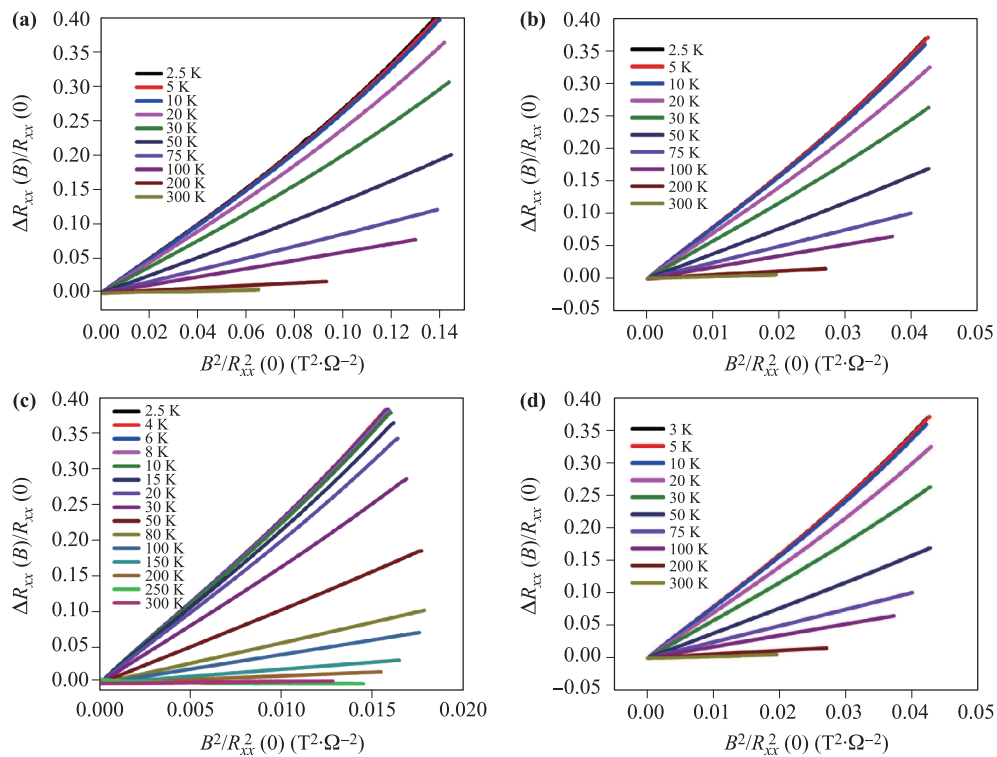 (a)
0.40
0.35
0.30
0.25
0.20
0.15
0.10
0.05
0.00
ΔR_xx (B)/R_xx (0)
2.5 K
5 K
10 K
20 K
30 K
50 K
75 K
100 K
200 K
300 K
0.00 0.02 0.04 0.06 0.08 0.10 0.12 0.14
B²/R²_xx (0) (T²·Ω⁻²)
(b)
0.40
0.35
0.30
0.25
0.20
0.15
0.10
0.05
0.00
−0.05
ΔR_xx (B)/R_xx (0)
2.5 K
5 K
10 K
20 K
30 K
50 K
75 K
100 K
200 K
300 K
0.00 0.01 0.02 0.03 0.04 0.05
B²/R²_xx (0) (T²·Ω⁻²)
(c)
0.40
0.35
0.30
0.25
0.20
0.15
0.10
0.05
0.00
ΔR_xx (B)/R_xx (0)
2.5 K
4 K
6 K
8 K
10 K
15 K
20 K
30 K
50 K
80 K
100 K
150 K
200 K
250 K
300 K
0.000 0.005 0.010 0.015 0.020
B²/R²_xx (0) (T²·Ω⁻²)
(d)
0.40
0.35
0.30
0.25
0.20
0.15
0.10
0.05
0.00
−0.05
ΔR_xx (B)/R_xx (0)
3 K
5 K
10 K
20 K
30 K
50 K
75 K
100 K
200 K
300 K
0.00 0.01 0.02 0.03 0.04 0.05
B²/R²_xx (0) (T²·Ω⁻²)